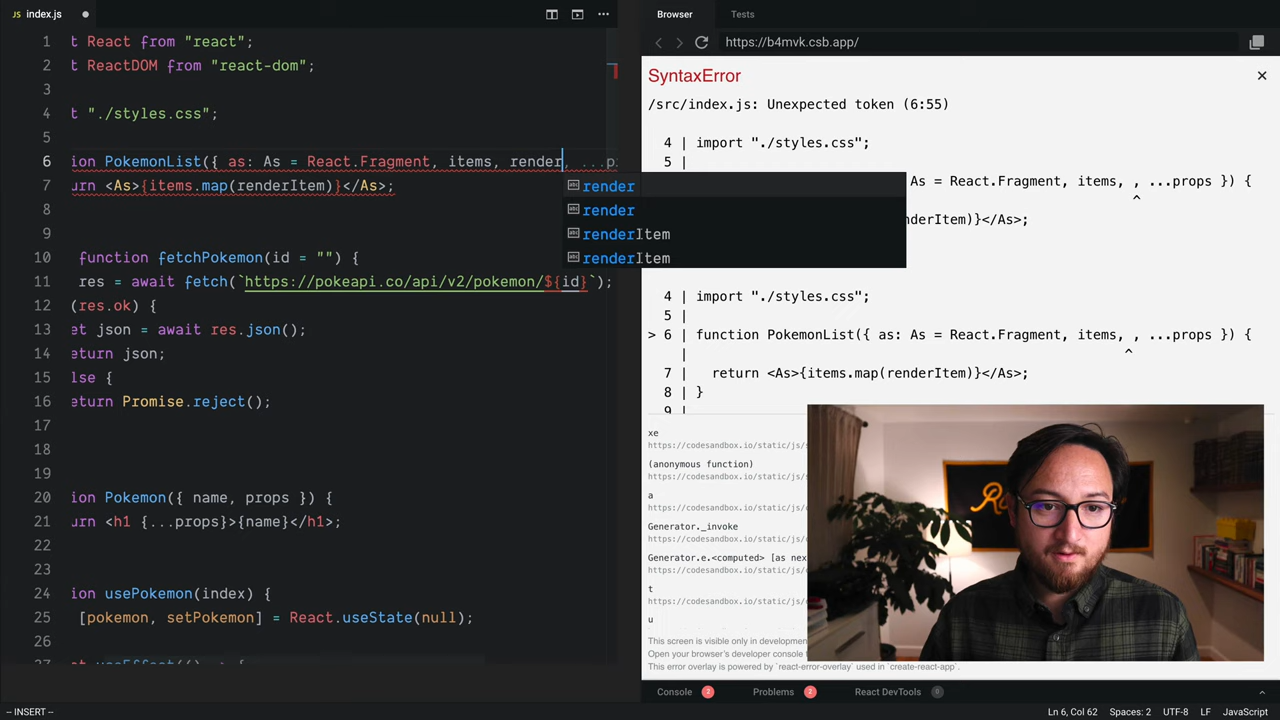 JS index.js
1 t React from "react";
2 t ReactDOM from "react-dom";
3
4 t "./styles.css";
5
6 ion PokemonList({ as: As = React.Fragment, items, render, ...p
7 urn <As>{items.map(renderItem)}</As>;
render
8
render
9
renderItem
10 function fetchPokemon(id = "") {
renderItem
11 res = await fetch(`https://pokeapi.co/api/v2/pokemon/${id}`);
12 (res.ok) {
13 et json = await res.json();
14 eturn json;
15 else {
16 eturn Promise.reject();
17
18
19
20 ion Pokemon({ name, props }) {
21 urn <h1 {...props}>{name}</h1>;
22
23
24 ion usePokemon(index) {
25 [pokemon, setPokemon] = React.useState(null);
26
-- INSERT --
Browser Tests
https://b4mvk.csb.app/
SyntaxError
/src/index.js: Unexpected token (6:55)
4 | import "./styles.css";
5 |
As = React.Fragment, items, , ...props }) {
^
renderItem)}</As>;
4 | import "./styles.css";
5 |
> 6 | function PokemonList({ as: As = React.Fragment, items, , ...props }) {
| ^
7 | return <As>{items.map(renderItem)}</As>;
8 | }
9 |
xe
https://codesandbox.io/static/js/
(anonymous function)
https://codesandbox.io/static/js/
a
https://codesandbox.io/static/js/
Generator._invoke
https://codesandbox.io/static/js/
Generator.e.<computed> [as nex
https://codesandbox.io/static/js/
t
https://codesandbox.io/static/js/
u
This screen is visible only in developmen
Open your browser's developer console t
This error overlay is powered by `react-error-overlay` used in `create-react-app`.
Console 2 Problems 2 React DevTools 0
Ln 6, Col 62 Spaces: 2 UTF-8 LF JavaScript